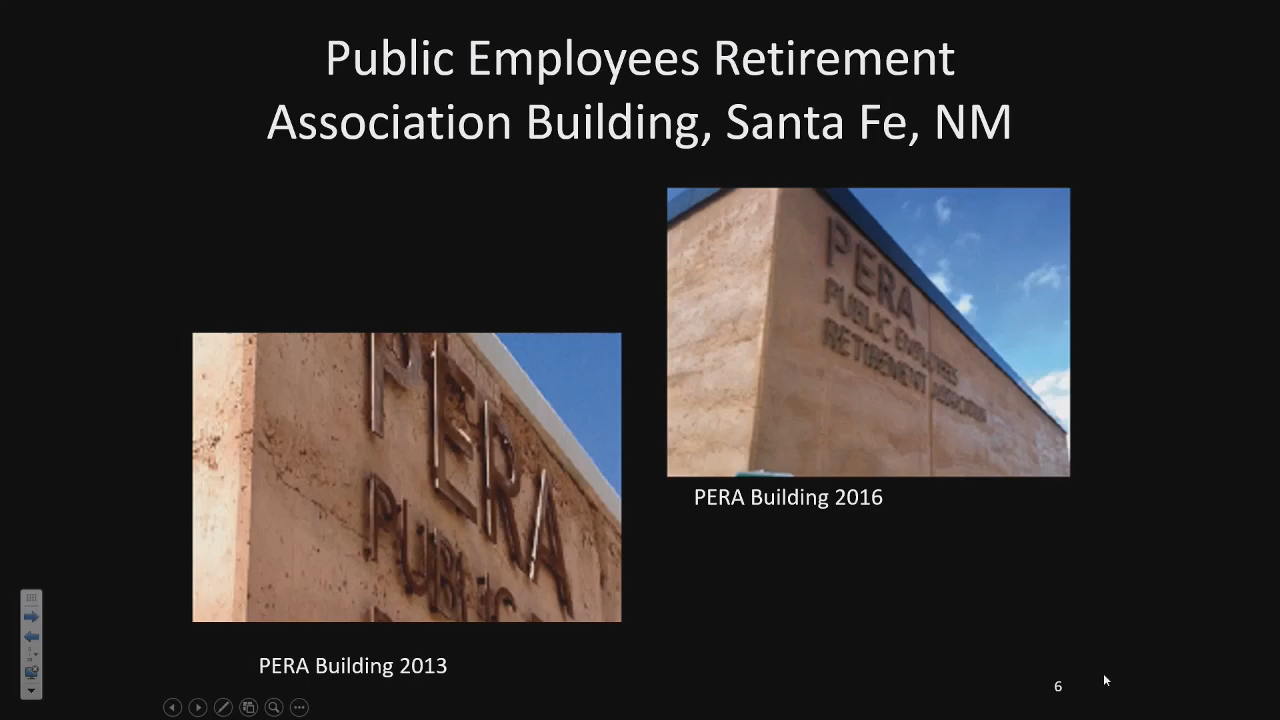 Public Employees Retirement
Association Building, Santa Fe, NM
PERA
PUBLIC EMPLOYEES
RETIREMENT ASSOCIATION
PERA Building 2016
PERA
PUBLIC
PERA Building 2013
6